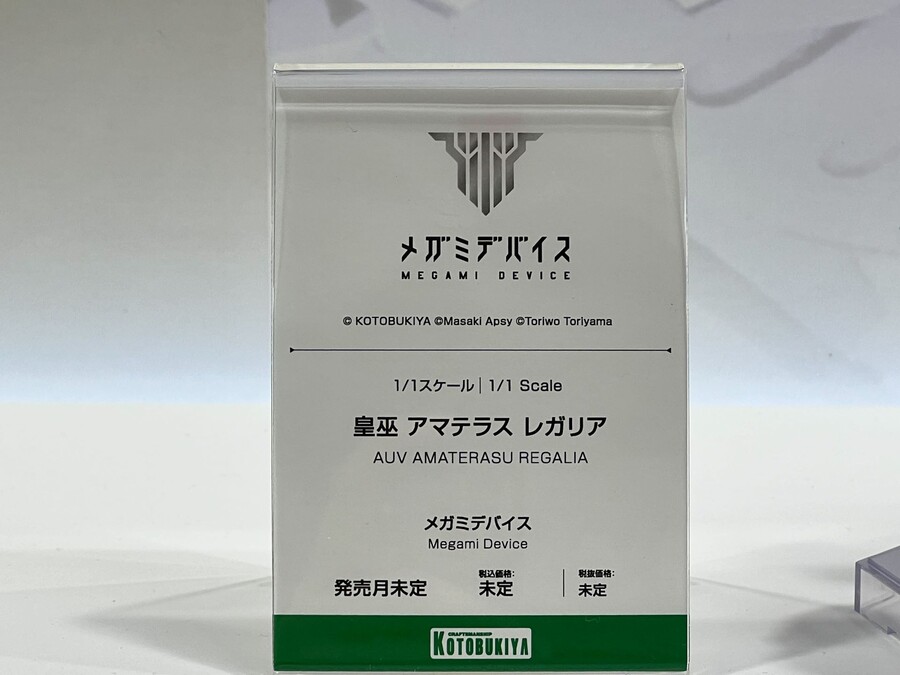 メガミデバイス
MEGAMI DEVICE
© KOTOBUKIYA ©Masaki Apsy ©Toriwo Toriyama
1/1スケール | 1/1 Scale
皇巫 アマテラス レガリア
AUV AMATERASU REGALIA
メガミデバイス
Megami Device
発売月未定 税込価格: 未定 | 税抜価格: 未定
CRAFTSMANSHIP
KOTOBUKIYA